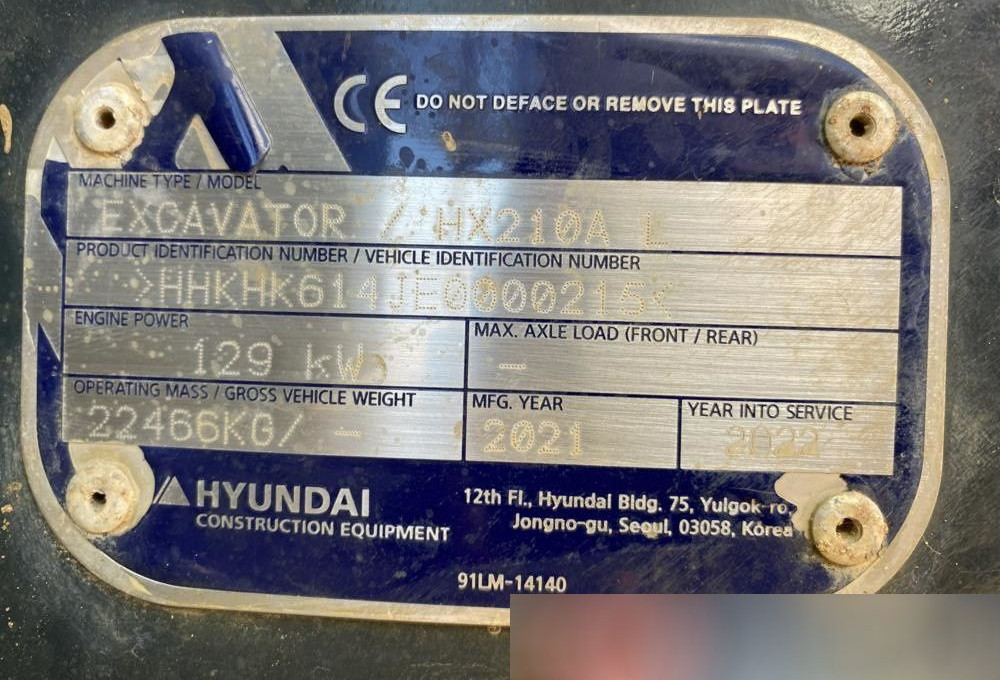 CE DO NOT DEFACE OR REMOVE THIS PLATE
MACHINE TYPE / MODEL
EXCAVATOR / HX210A L
PRODUCT IDENTIFICATION NUMBER / VEHICLE IDENTIFICATION NUMBER
*HHKHK614JE0000215*
ENGINE POWER
129 kW
MAX. AXLE LOAD (FRONT / REAR)
-
OPERATING MASS / GROSS VEHICLE WEIGHT
22466KG/ -
MFG. YEAR
2021
YEAR INTO SERVICE
2022
HYUNDAI
CONSTRUCTION EQUIPMENT
12th Fl., Hyundai Bldg. 75, Yulgok-ro,
Jongno-gu, Seoul, 03058, Korea
91LM-14140